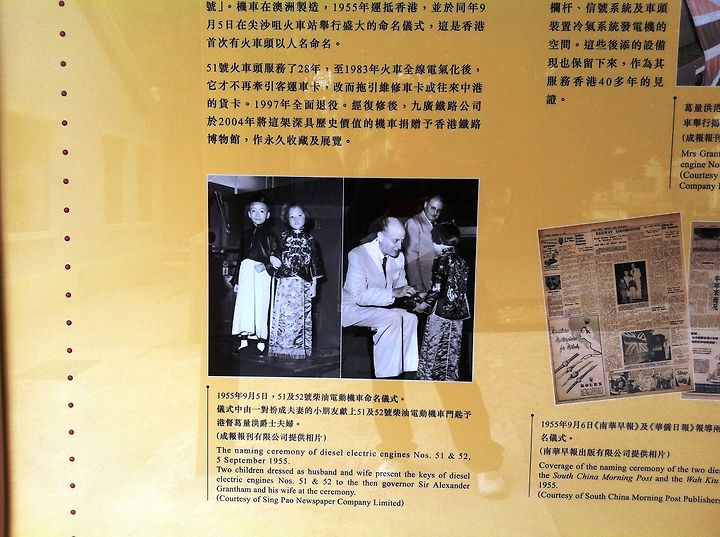 號」。機車在澳洲製造，1955年運抵香港，並於同年9
月5日在尖沙咀火車站舉行盛大的命名儀式，這是香港
首次有火車頭以人名命名。
51號火車頭服務了28年，至1983年火車全線電氣化後，
它才不再牽引客運車卡，改而拖引維修車卡或往來中港
的貨卡。1997年全面退役。經復修後，九廣鐵路公司
於2004年將這架深具歷史價值的機車捐贈予香港鐵路
博物館，作永久收藏及展覽。
欄杆、信號系統及車頭
裝置冷氣系統發電機的
空間。這些後添的設備
現也保留下來，作為其
服務香港40多年的見
證。
葛量洪
車舉行揭
(成報報刊
Mrs Grant
engine No
(Courtesy
Company
1955年9月5日，51及52號柴油電動機車命名儀式。
儀式中由一對扮成夫妻的小朋友獻上51及52號柴油電動機車門匙予
港督葛量洪爵士夫婦。
(成報報刊有限公司提供相片)
The naming ceremony of diesel electric engines Nos. 51 & 52,
5 September 1955.
Two children dressed as husband and wife present the keys of diesel
electric engines Nos. 51 & 52 to the then governor Sir Alexander
Grantham and his wife at the ceremony.
(Courtesy of Sing Pao Newspaper Company Limited)
ROLEX
1955年9月6日《南華早報》及《華僑日報》報導兩
名儀式。
(南華早報出版有限公司提供相片)
Coverage of the naming ceremony of the two die
the South China Morning Post and the Wah Kiu
1955.
(Courtesy of South China Morning Post Publishers